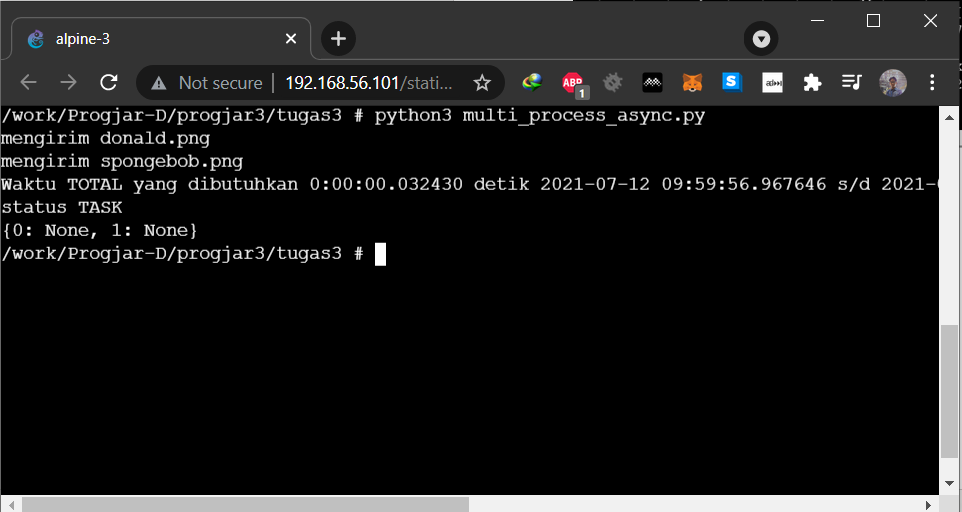 alpine-3
Not secure 192.168.56.101/stati...
ABP
1
S
/work/Progjar-D/progjar3/tugas3 # python3 multi_process_async.py
mengirim donald.png
mengirim spongebob.png
Waktu TOTAL yang dibutuhkan 0:00:00.032430 detik 2021-07-12 09:59:56.967646 s/d 2021-
status TASK
{0: None, 1: None}
/work/Progjar-D/progjar3/tugas3 #